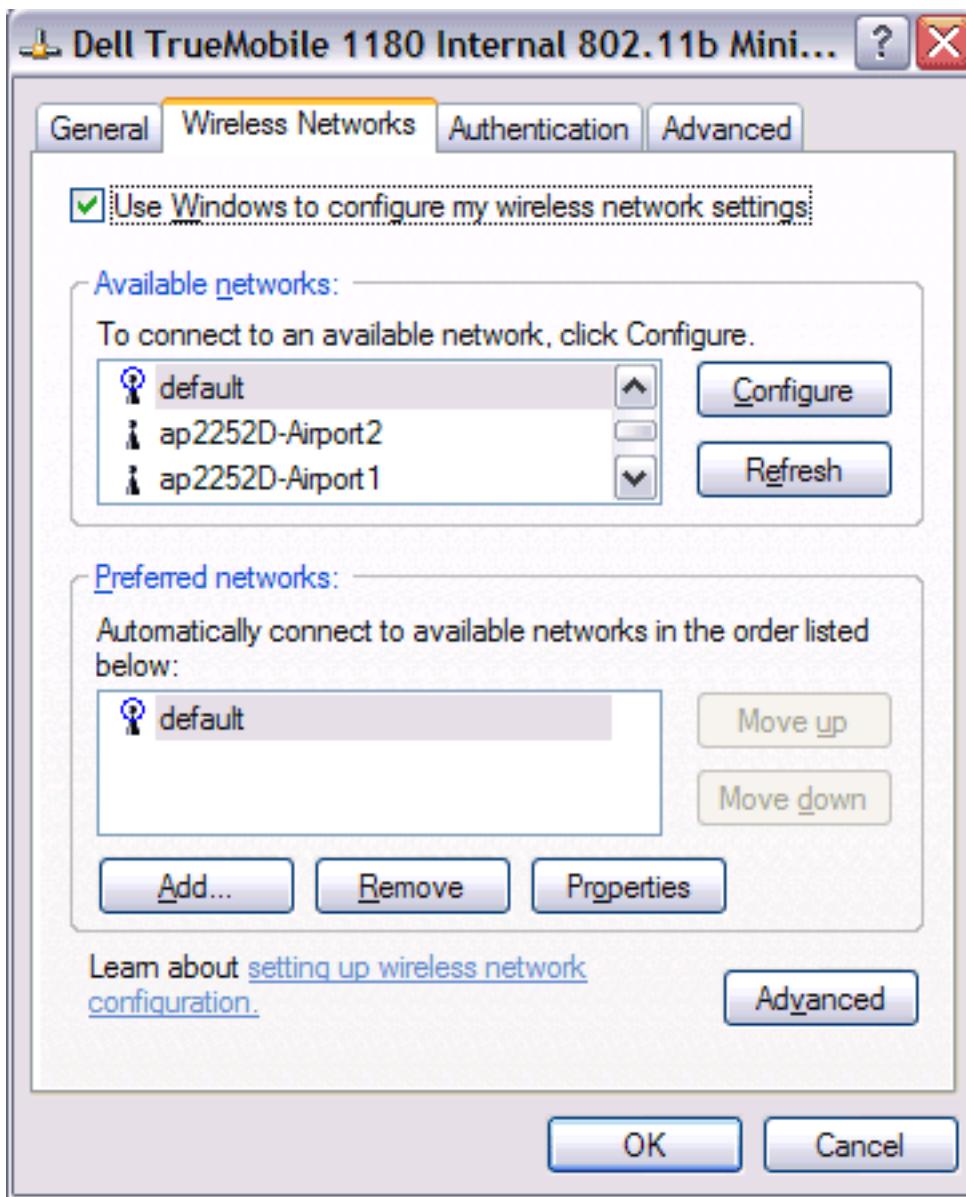 Dell TrueMobile 1180 Internal 802.11b Mini...
General Wireless Networks Authentication Advanced
Use Windows to configure my wireless network settings
Available networks:
To connect to an available network, click Configure.
default
ap2252D-Airport2
ap2252D-Airport1
Configure
Refresh
Preferred networks:
Automatically connect to available networks in the order listed
below:
default
Move up
Move down
Add... Remove Properties
Learn about setting up wireless network
configuration.
Advanced
OK Cancel